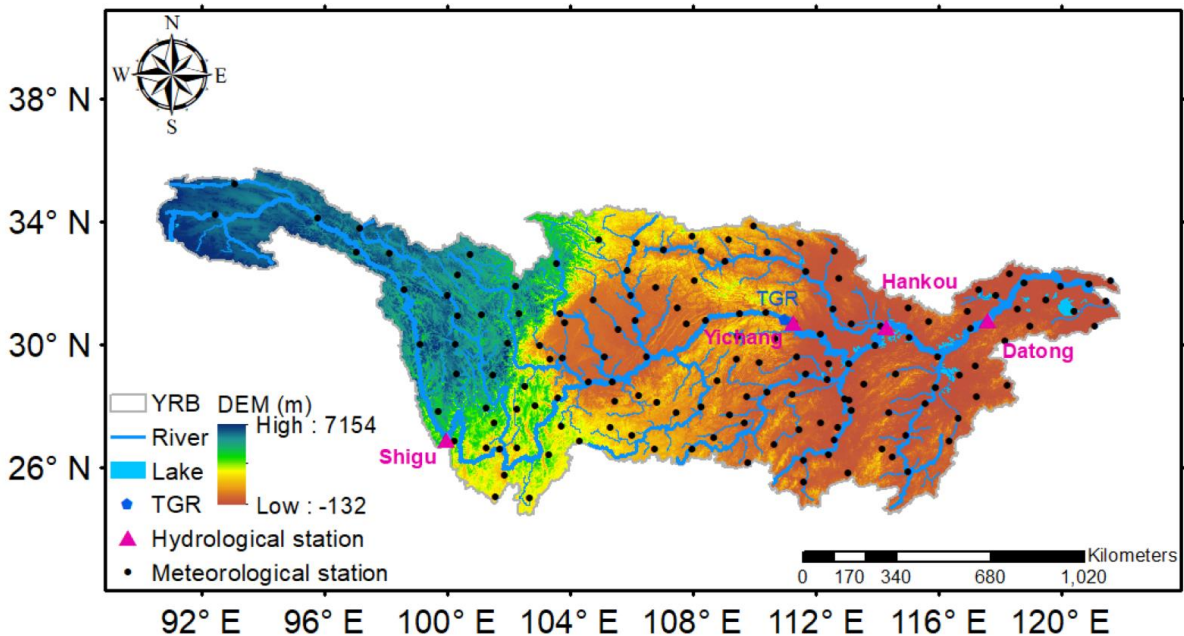 N
W E
S
38° N
34° N
30° N
26° N
TGR
Hankou
Yichang
Datong
Shigu
YRB
River
Lake
TGR
Hydrological station
Meteorological station
DEM (m)
High : 7154
Low : -132
Kilometers
0 170 340 680 1,020
92° E 96° E 100° E 104° E 108° E 112° E 116° E 120° E